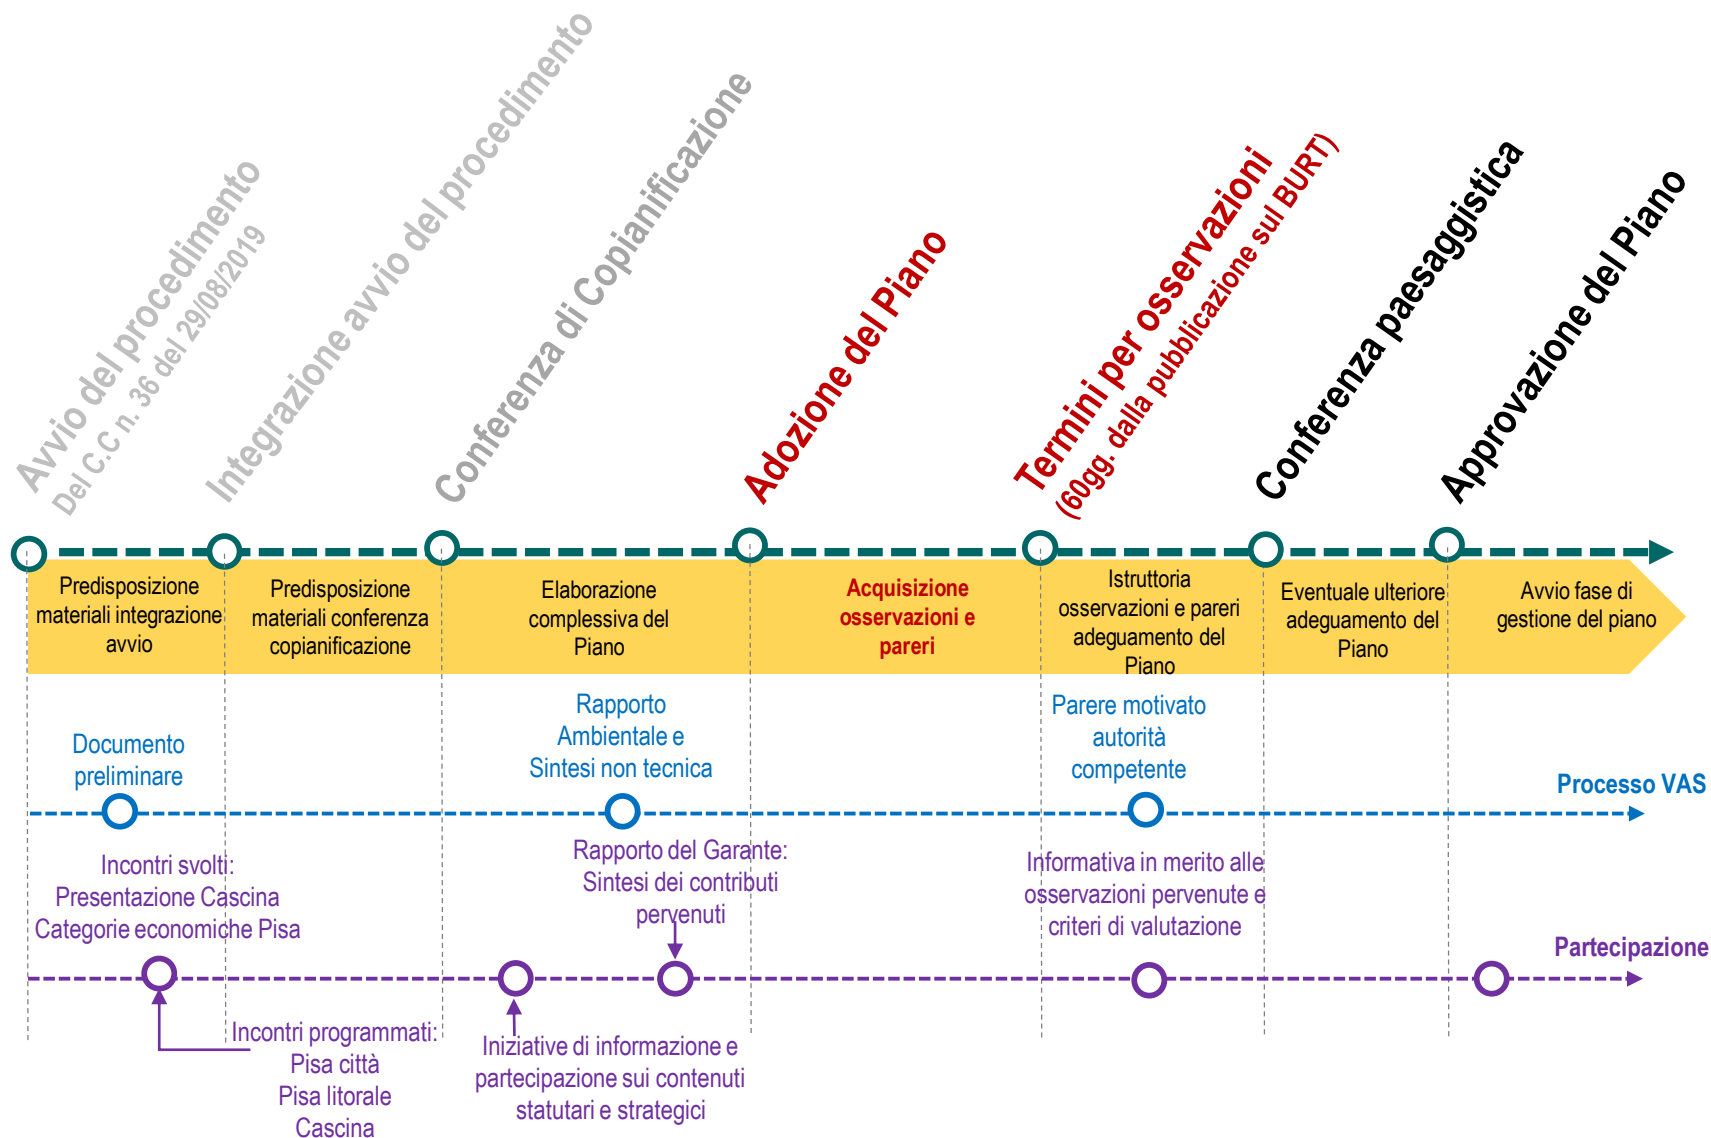 Avvio del procedimento
Del C.C n. 36 del 29/08/2019
Integrazione avvio del procedimento
Conferenza di Copianificazione
Adozione del Piano
Termini per osservazioni
(60gg. dalla pubblicazione sul BURT)
Conferenza paesaggistica
Approvazione del Piano
Predisposizione
materiali integrazione
avvio
Predisposizione
materiali conferenza
copianificazione
Elaborazione
complessiva del
Piano
Acquisizione
osservazioni e
pareri
Istruttoria
osservazioni e pareri
adeguamento del
Piano
Eventuale ulteriore
adeguamento del
Piano
Avvio fase di
gestione del piano
Documento
preliminare
Rapporto
Ambientale e
Sintesi non tecnica
Parere motivato
autorità
competente
Processo VAS
Incontri svolti:
Presentazione Cascina
Categorie economiche Pisa
Rapporto del Garante:
Sintesi dei contributi
pervenuti
Informativa in merito alle
osservazioni pervenute e
criteri di valutazione
Partecipazione
Incontri programmati:
Pisa città
Pisa litorale
Cascina
Iniziative di informazione e
partecipazione sui contenuti
statutari e strategici